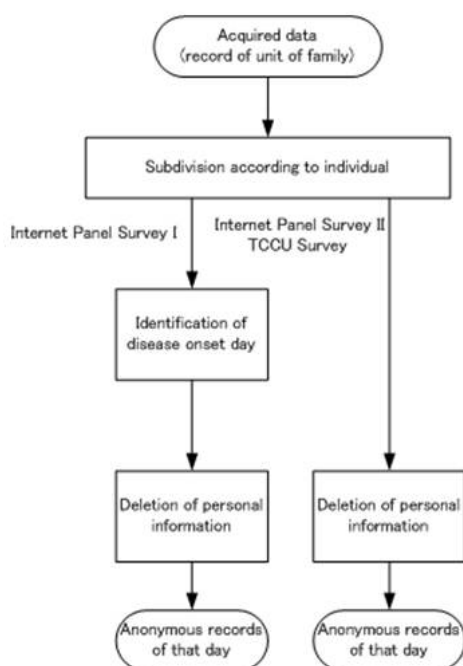 Acquired data
(record of unit of family)
Subdivision according to individual
Internet Panel Survey I
Internet Panel Survey II
TCCU Survey
Identification of
disease onset day
Deletion of personal
information
Deletion of personal
information
Anonymous records
of that day
Anonymous records
of that day